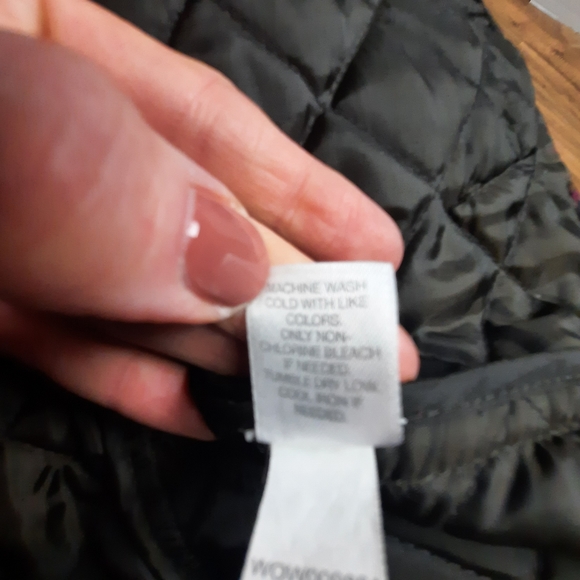 MACHINE WASH
COLD WITH LIKE
COLORS.
ONLY NON-
CHLORINE BLEACH
IF NEEDED.
TUMBLE DRY LOW.
COOL IRON IF
NEEDED.